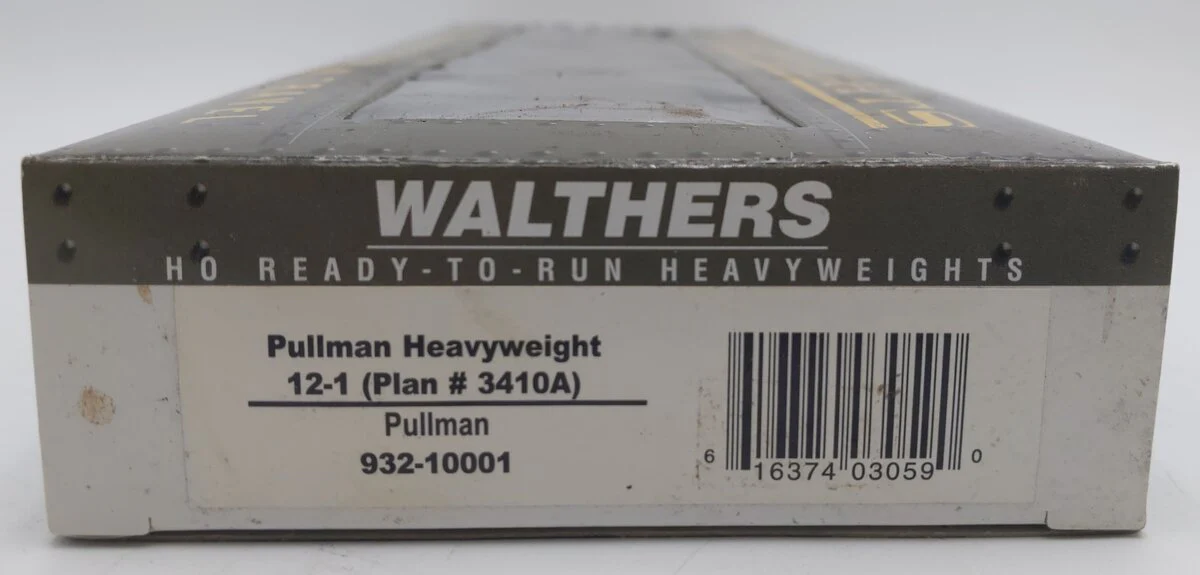 WALTHERS
HO READY-TO-RUN HEAVYWEIGHTS
Pullman Heavyweight
12-1 (Plan # 3410A)
Pullman
932-10001
6 16374 03059 0